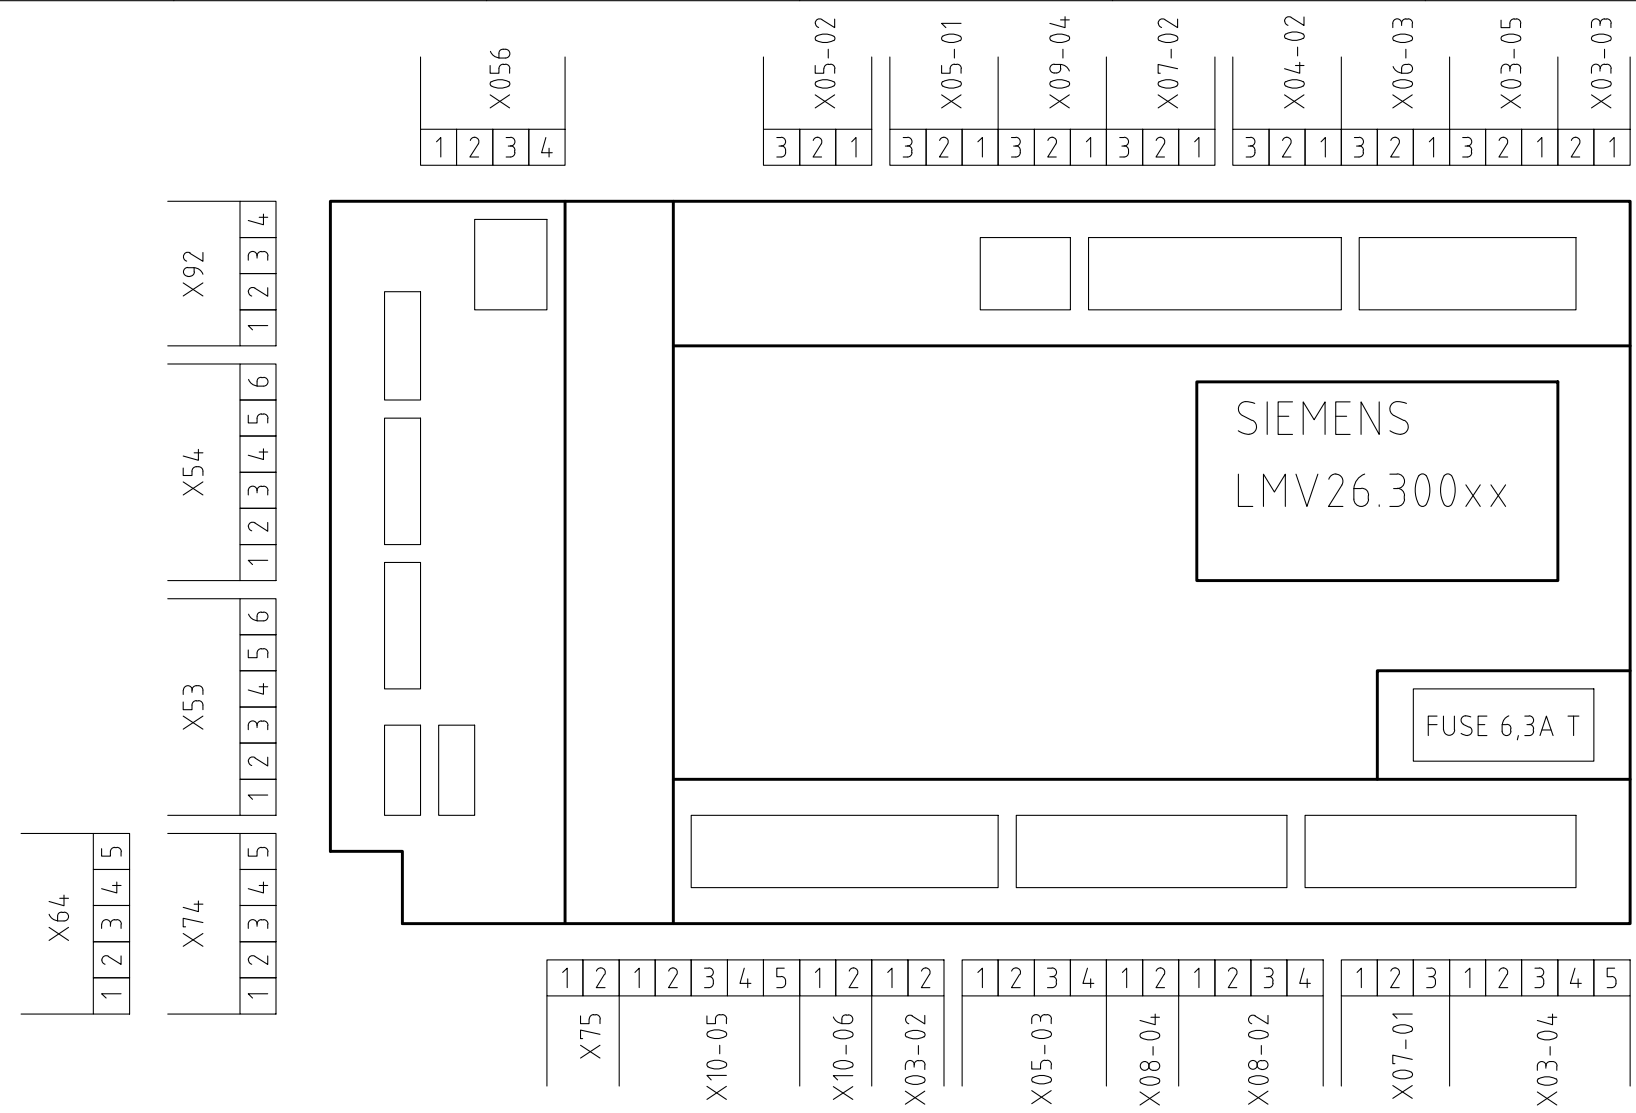 X056
X05-02
X05-01
X09-04
X07-02
X04-02
X06-03
X03-05
X03-03
1 2 3 4
3 2 1
3 2 1 3 2 1 3 2 1
3 2 1 3 2 1 3 2 1 2 1
X92
1 2 3 4
X54
1 2 3 4 5 6
X53
1 2 3 4 5 6
X64
1 2 3 4 5
X74
1 2 3 4 5
SIEMENS
LMV26.300xx
FUSE 6,3A T
1 2 1 2 3 4 5 1 2 1 2
1 2 3 4 1 2 1 2 3 4
1 2 3 1 2 3 4 5
X75
X10-05
X10-06
X03-02
X05-03
X08-04
X08-02
X07-01
X03-04